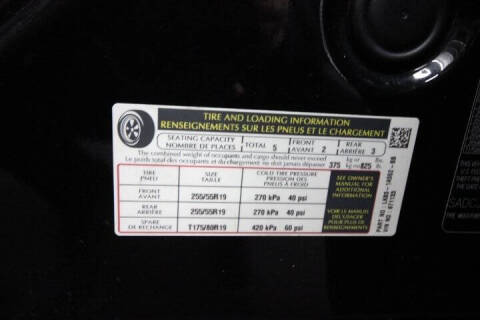 TIRE AND LOADING INFORMATION
RENSEIGNEMENTS SUR LES PNEUS ET LE CHARGEMENT
SEATING CAPACITY
NOMBRE DE PLACES
TOTAL 5
FRONT
AVANT 2
REAR
ARRIÈRE 3
The combined weight of occupants and cargo should never exceed
Le poids total des occupants et du chargement ne doit jamais dépasser
375 kg or
kg ou 825 lbs.
lb.
TIRE
PNEU
SIZE
TAILLE
COLD TIRE PRESSURE
PRESSION DES
PNEUS À FROID
SEE OWNER'S
MANUAL FOR
ADDITIONAL
INFORMATION
FRONT
AVANT
255/55R19
270 kPa 40 psi
REAR
ARRIÈRE
255/55R19
270 kPa 40 psi
VOIR LE MANUEL
DE L'USAGER
POUR PLUS DE
RENSEIGNEMENTS
SPARE
DE RECHANGE
T175/80R19
420 kPa 60 psi
SADC